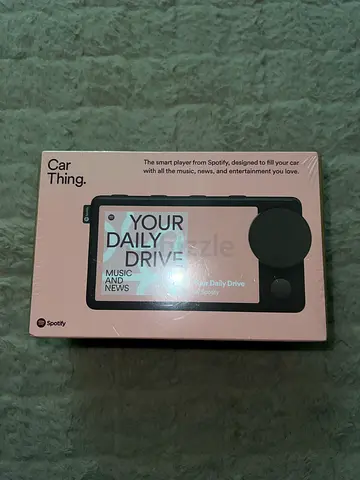 Car
Thing.
The smart player from Spotify, designed to fill your car
with all the music, news, and entertainment you love.
YOUR
DAILY
DRIVE
MUSIC
AND
NEWS
Daily Drive
Spotify